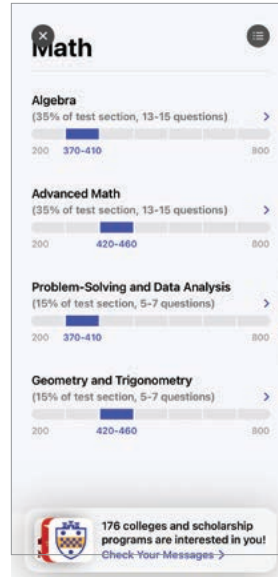 Math
Algebra
(35% of test section, 13-15 questions)
200 370-410 800
Advanced Math
(35% of test section, 13-15 questions)
200 420-460 800
Problem-Solving and Data Analysis
(15% of test section, 5-7 questions)
200 370-410 800
Geometry and Trigonometry
(15% of test section, 5-7 questions)
200 420-460 800
176 colleges and scholarship
programs are interested in you!
Check Your Messages >